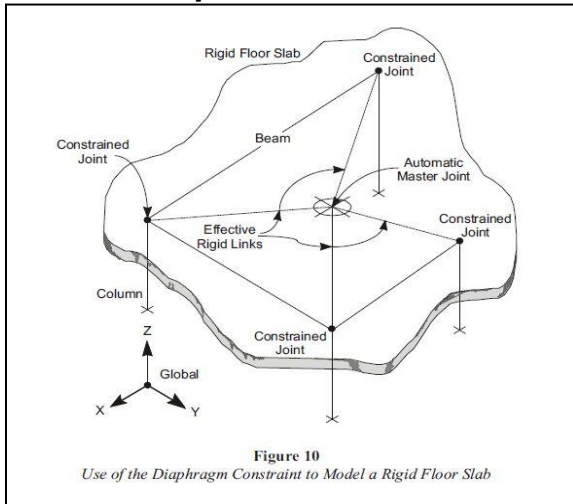 Rigid Floor Slab
Constrained
Joint
Constrained
Joint
Beam
Automatic
Master Joint
Constrained
Joint
Effective
Rigid Links
Column
Constrained
Joint
Z
Global
X
Y
Figure 10
Use of the Diaphragm Constraint to Model a Rigid Floor Slab